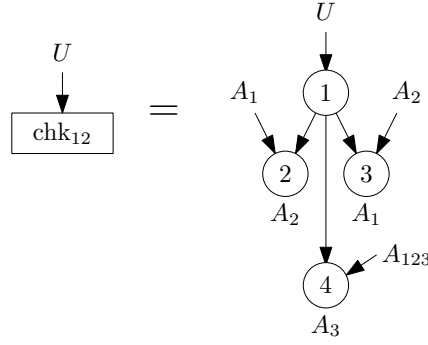 U
chk₁₂
=
U
1
A₁
A₂
2
3
A₂
A₁
A₁₂₃
4
A₃